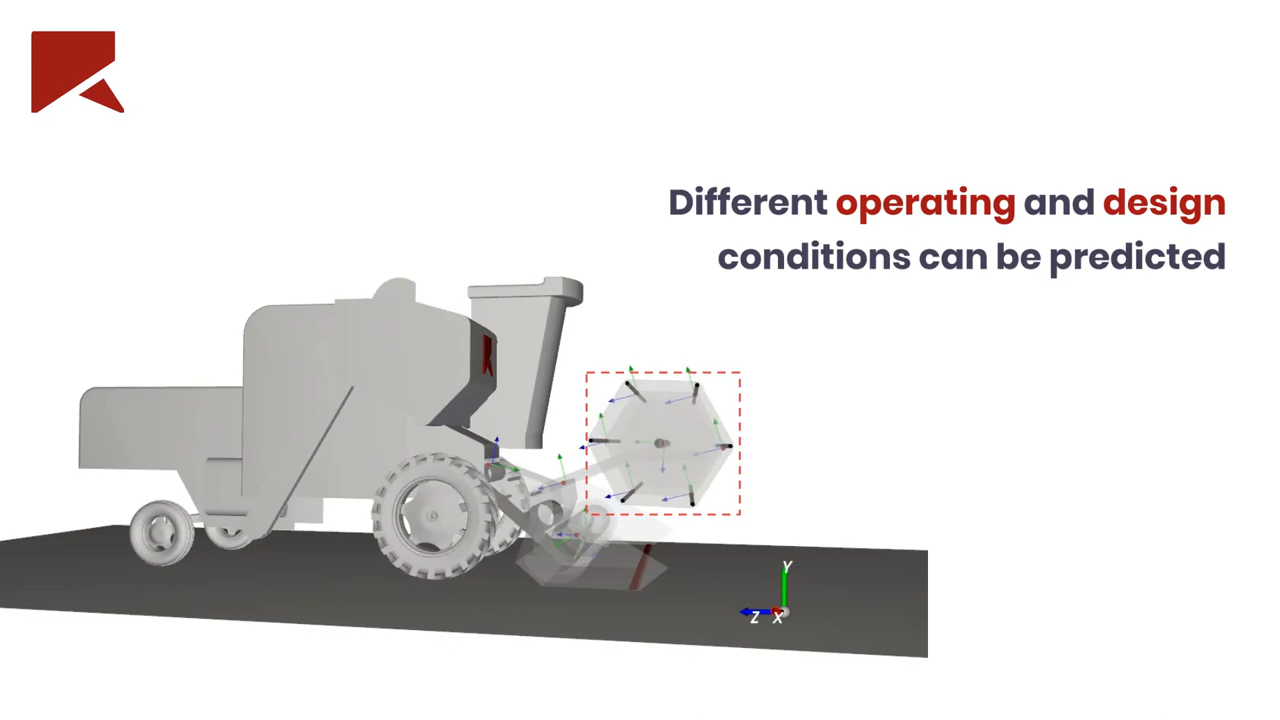 Different operating and design
conditions can be predicted
Y
Z X